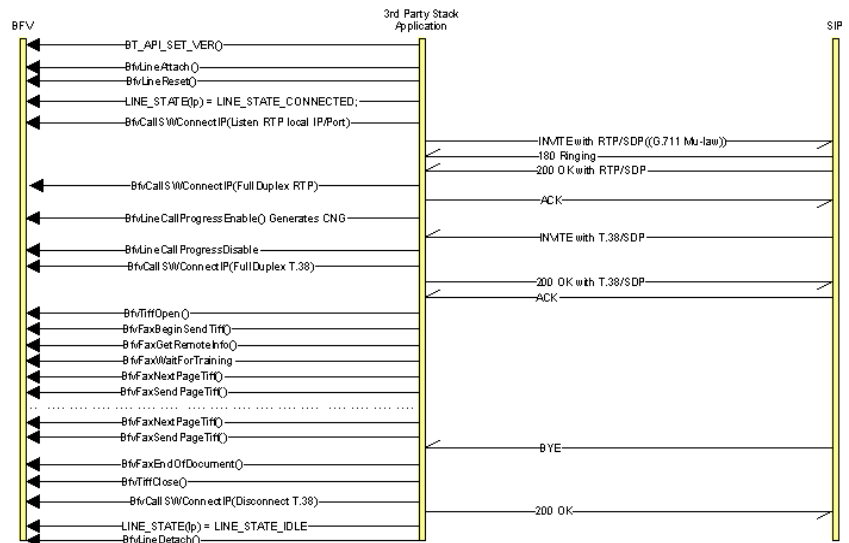 BFV
3rd Party Stack
Application
SIP
BT_API_SET_VER()
BfvLineAttach()
BfvLineReset()
LINE_STATE(lp) = LINE_STATE_CONNECTED;
BfvCallSWConnectIP(Listen RTP local IP/Port)
INVITE with RTP/SDP((G.711 Mu-law))
180 Ringing
200 OK with RTP/SDP
BfvCallSWConnectIP(Full Duplex RTP)
ACK
BfvLineCallProgressEnable() Generates CNG
INVITE with T.38/SDP
BfvLineCallProgressDisable
BfvCallSWConnectIP(Full Duplex T.38)
200 OK with T.38/SDP
ACK
BfvTiffOpen()
BfvFaxBeginSendTiff()
BfvFaxGetRemoteInfo()
BfvFaxWaitForTraining
BfvFaxNextPageTiff()
BfvFaxSendPageTiff()
BfvFaxNextPageTiff()
BfvFaxSendPageTiff()
BYE
BfvFaxEndOfDocument()
BfvTiffClose()
BfvCallSWConnectIP(Disconnect T.38)
200 OK
LINE_STATE(lp) = LINE_STATE_IDLE
BfvLineDetach()